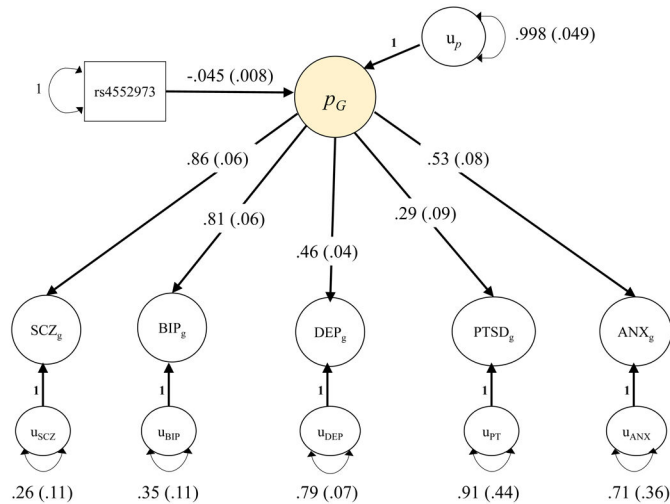 1
u_p
.998 (.049)
1
rs4552973
-.045 (.008)
p_G
.86 (.06)
.81 (.06)
.46 (.04)
.29 (.09)
.53 (.08)
SCZ_g
BIP_g
DEP_g
PTSD_g
ANX_g
1
1
1
1
1
u_SCZ
u_BIP
u_DEP
u_PT
u_ANX
.26 (.11)
.35 (.11)
.79 (.07)
.91 (.44)
.71 (.36)